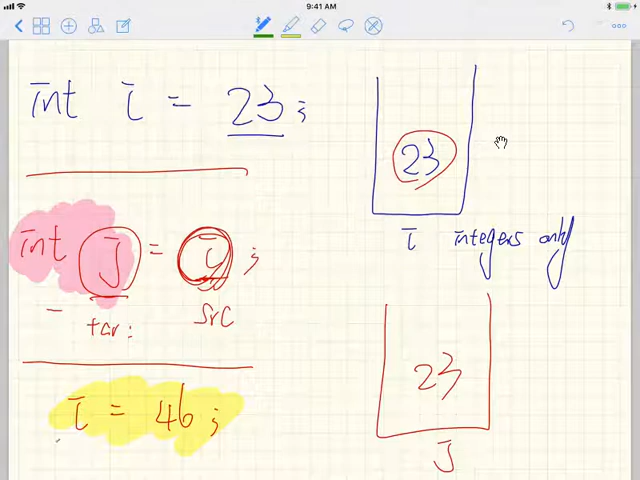 9:41 AM
int i = 23;
23
i integers only
int J = i;
tar: src
23
J
i = 46;